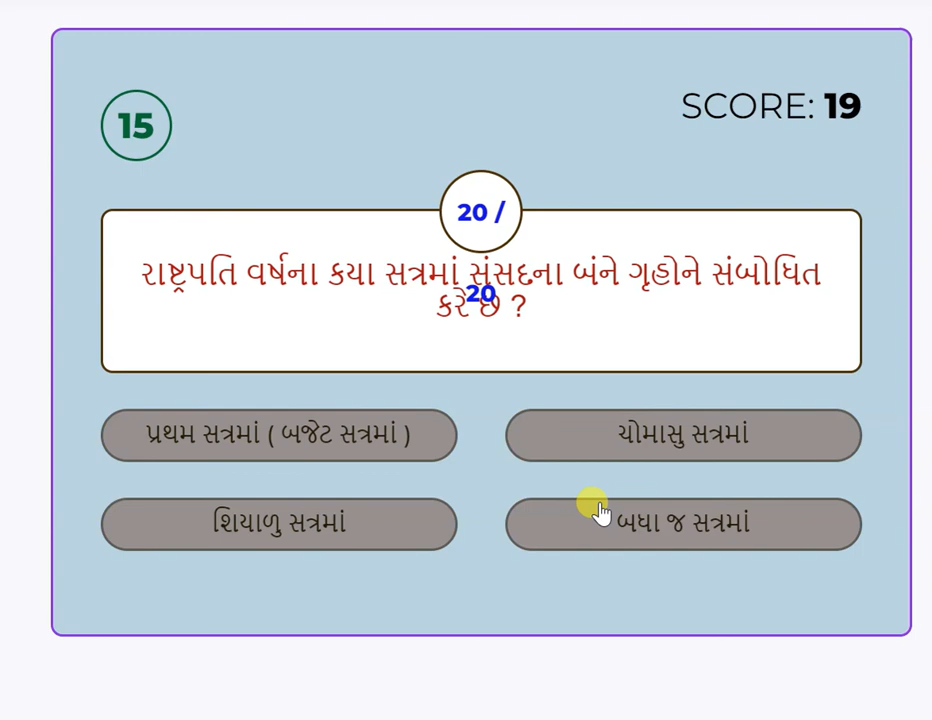 15
SCORE: 19
20 /
રાષ્ટ્રપતિ વર્ષના કયા સત્રમાં સંસદના બંને ગૃહોને સંબોધિત
20
કરે છે ?
પ્રથમ સત્રમાં ( બજેટ સત્રમાં )
ચોમાસુ સત્રમાં
શિયાળુ સત્રમાં
બધા જ સત્રમાં